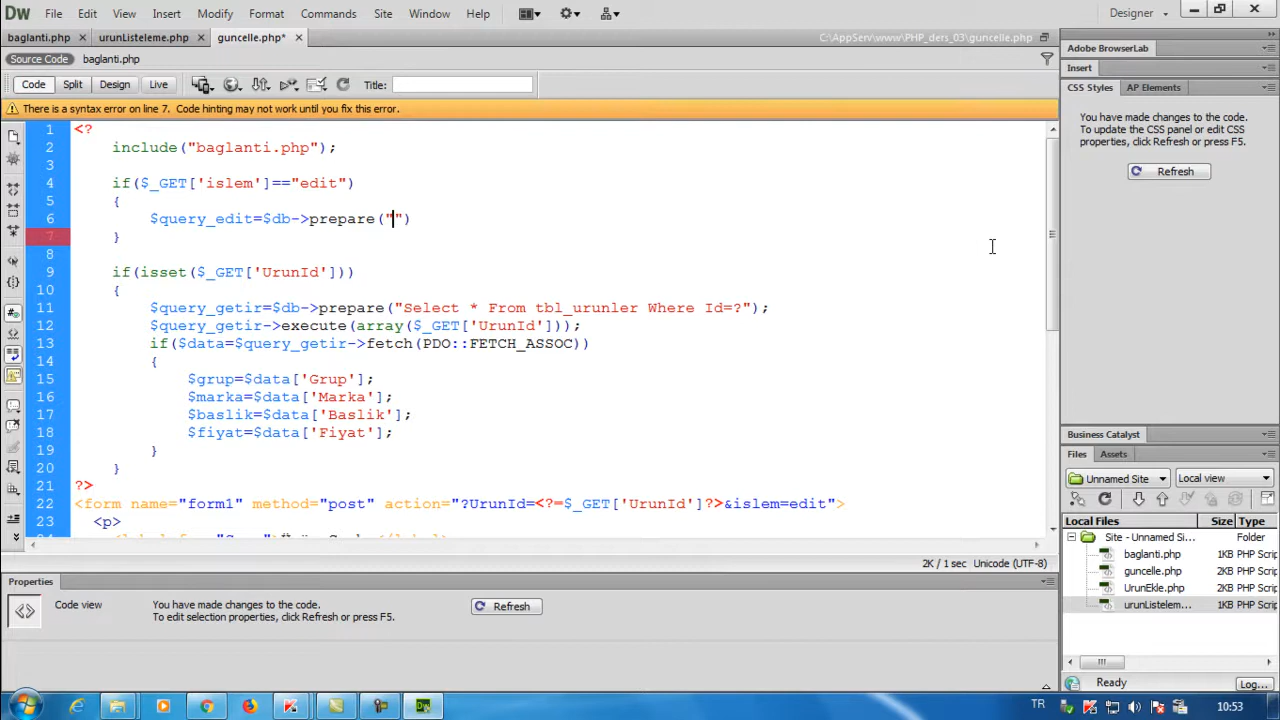 Dw File Edit View Insert Modify Format Commands Site Window Help Designer
baglanti.php × urunListeleme.php × guncelle.php* × C:\AppServ\www\PHP_ders_03\guncelle.php
Source Code baglanti.php
Code Split Design Live Title:
There is a syntax error on line 7. Code hinting may not work until you fix this error.
1 <?
2 include("baglanti.php");
3
4 if($_GET['islem']=="edit")
5 {
6 $query_edit=$db->prepare("")
7 }
8
9 if(isset($_GET['UrunId']))
10 {
11 $query_getir=$db->prepare("Select * From tbl_urunler Where Id=?");
12 $query_getir->execute(array($_GET['UrunId']));
13 if($data=$query_getir->fetch(PDO::FETCH_ASSOC))
14 {
15 $grup=$data['Grup'];
16 $marka=$data['Marka'];
17 $baslik=$data['Baslik'];
18 $fiyat=$data['Fiyat'];
19 }
20 }
21 ?>
22 <form name="form1" method="post" action="?UrunId=<?=$_GET['UrunId']?>&islem=edit">
23 <p>
2K / 1 sec Unicode (UTF-8)
Properties
Code view
You have made changes to the code.
To edit selection properties, click Refresh or press F5.
Refresh
Adobe BrowserLab
Insert
CSS Styles AP Elements
You have made changes to the code.
To update the CSS panel or edit CSS
properties, click Refresh or press F5.
Refresh
Business Catalyst
Files Assets
Unnamed Site Local view
Local Files Size Type
Site - Unnamed Si... Folder
baglanti.php 1KB PHP Scrip
guncelle.php 2KB PHP Scrip
UrunEkle.php 2KB PHP Scrip
urunListelem... 1KB PHP Scrip
Ready Log...
TR 10:53